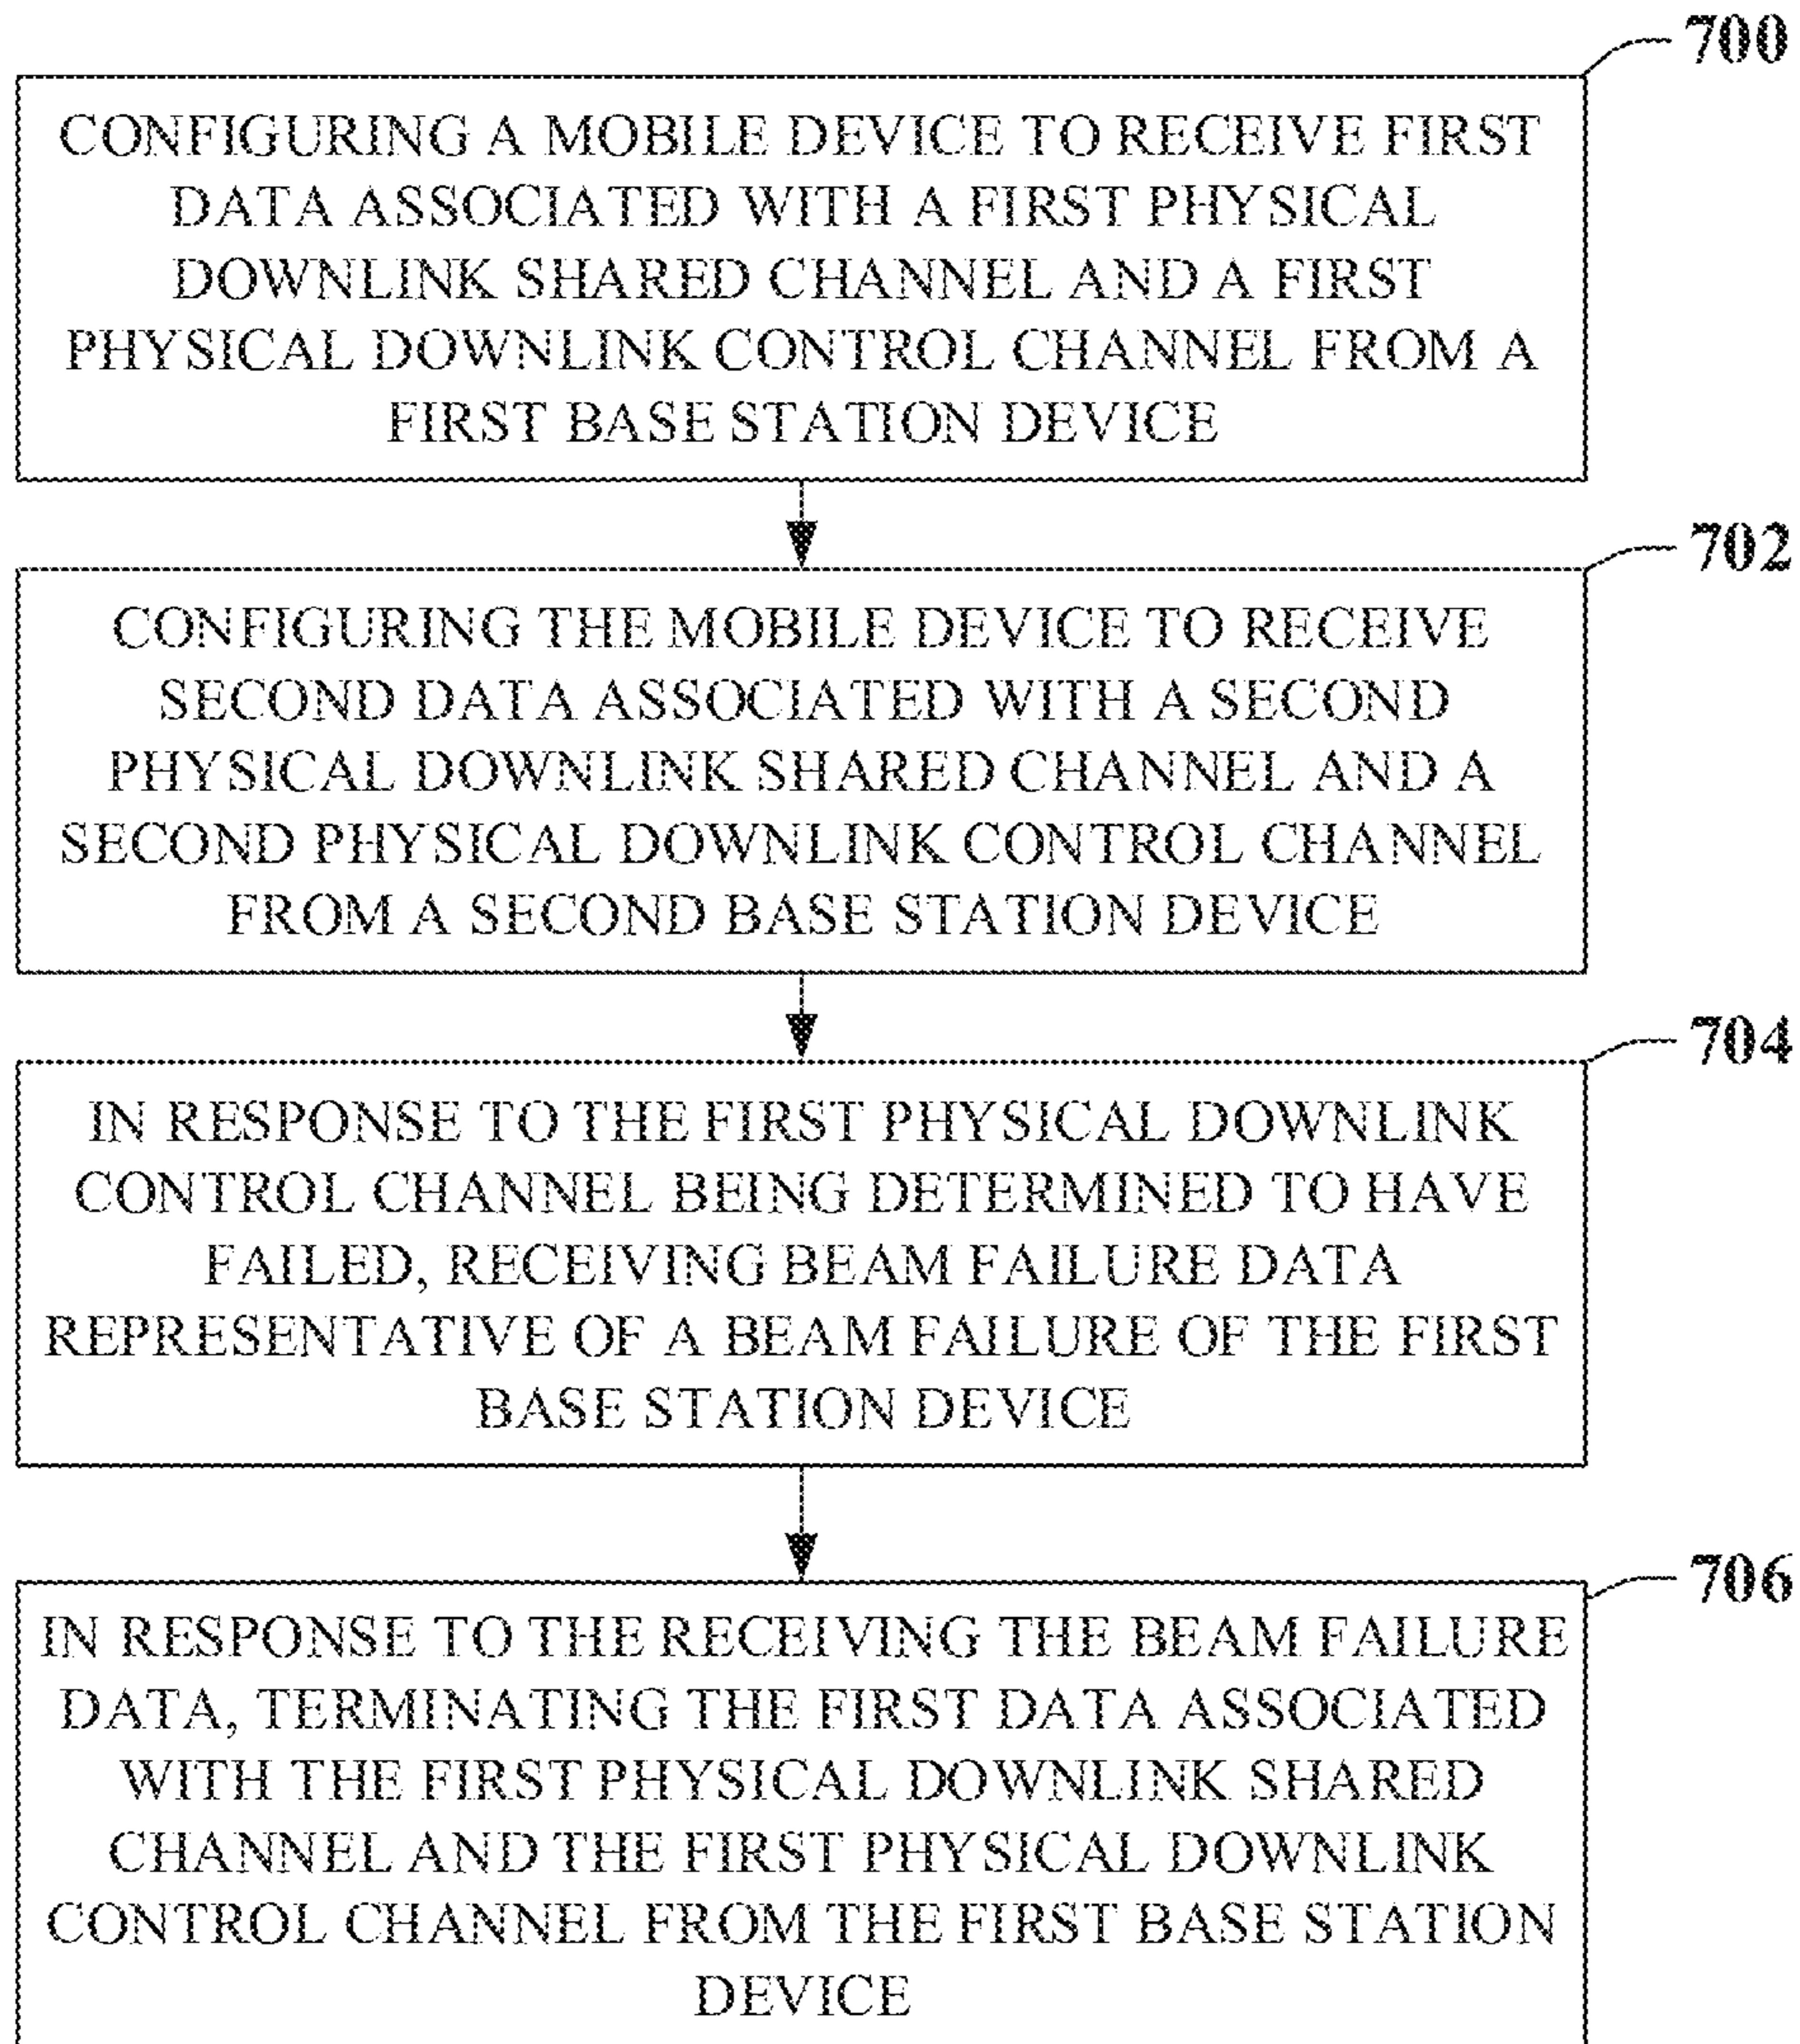 700
CONFIGURING A MOBILE DEVICE TO RECEIVE FIRST
DATA ASSOCIATED WITH A FIRST PHYSICAL
DOWNLINK SHARED CHANNEL AND A FIRST
PHYSICAL DOWNLINK CONTROL CHANNEL FROM A
FIRST BASE STATION DEVICE
702
CONFIGURING THE MOBILE DEVICE TO RECEIVE
SECOND DATA ASSOCIATED WITH A SECOND
PHYSICAL DOWNLINK SHARED CHANNEL AND A
SECOND PHYSICAL DOWNLINK CONTROL CHANNEL
FROM A SECOND BASE STATION DEVICE
704
IN RESPONSE TO THE FIRST PHYSICAL DOWNLINK
CONTROL CHANNEL BEING DETERMINED TO HAVE
FAILED, RECEIVING BEAM FAILURE DATA
REPRESENTATIVE OF A BEAM FAILURE OF THE FIRST
BASE STATION DEVICE
706
IN RESPONSE TO THE RECEIVING THE BEAM FAILURE
DATA, TERMINATING THE FIRST DATA ASSOCIATED
WITH THE FIRST PHYSICAL DOWNLINK SHARED
CHANNEL AND THE FIRST PHYSICAL DOWNLINK
CONTROL CHANNEL FROM THE FIRST BASE STATION
DEVICE